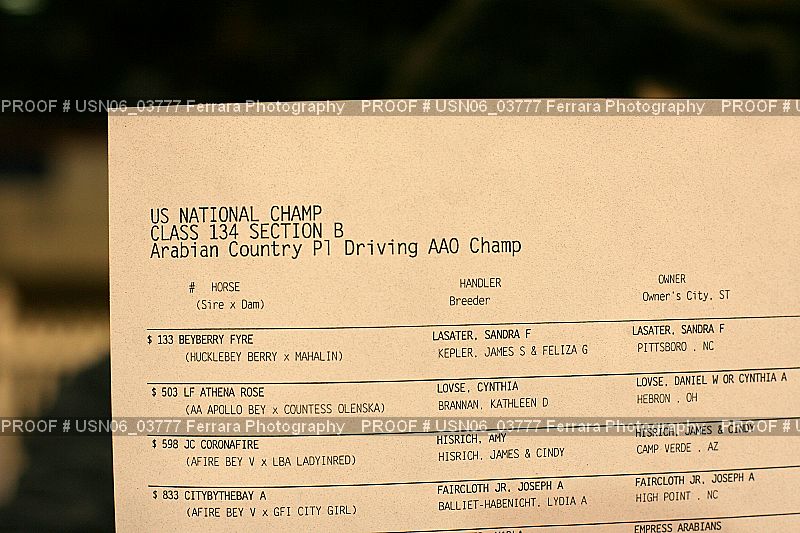 PROOF # USN06_03777 Ferrara Photography PROOF # USN06_03777 Ferrara Photography PROOF # US
US NATIONAL CHAMP
CLASS 134 SECTION B
Arabian Country Pl Driving AAO Champ
# HORSE HANDLER OWNER
(Sire x Dam) Breeder Owner's City, ST
$ 133 BEYBERRY FYRE LASATER, SANDRA F LASATER, SANDRA F
(HUCKLEBEY BERRY x MAHALIN) KEPLER, JAMES S & FELIZA G PITTSBORO , NC
$ 503 LF ATHENA ROSE LOVSE, CYNTHIA LOVSE, DANIEL W OR CYNTHIA A
(AA APOLLO BEY x COUNTESS OLENSKA) BRANNAN, KATHLEEN D HEBRON , OH
PROOF # USN06_03777 Ferrara Photography PROOF # USN06_03777 Ferrara Photography PROOF # US
$ 598 JC CORONAFIRE HISRICH, AMY HISRICH, JAMES & CINDY
(AFIRE BEY V x LBA LADYINRED) HISRICH, JAMES & CINDY CAMP VERDE , AZ
$ 833 CITYBYTHEBAY A FAIRCLOTH JR, JOSEPH A FAIRCLOTH JR, JOSEPH A
(AFIRE BEY V x GFI CITY GIRL) BALLIET-HABENICHT, LYDIA A HIGH POINT , NC
EMPRESS ARABIANS